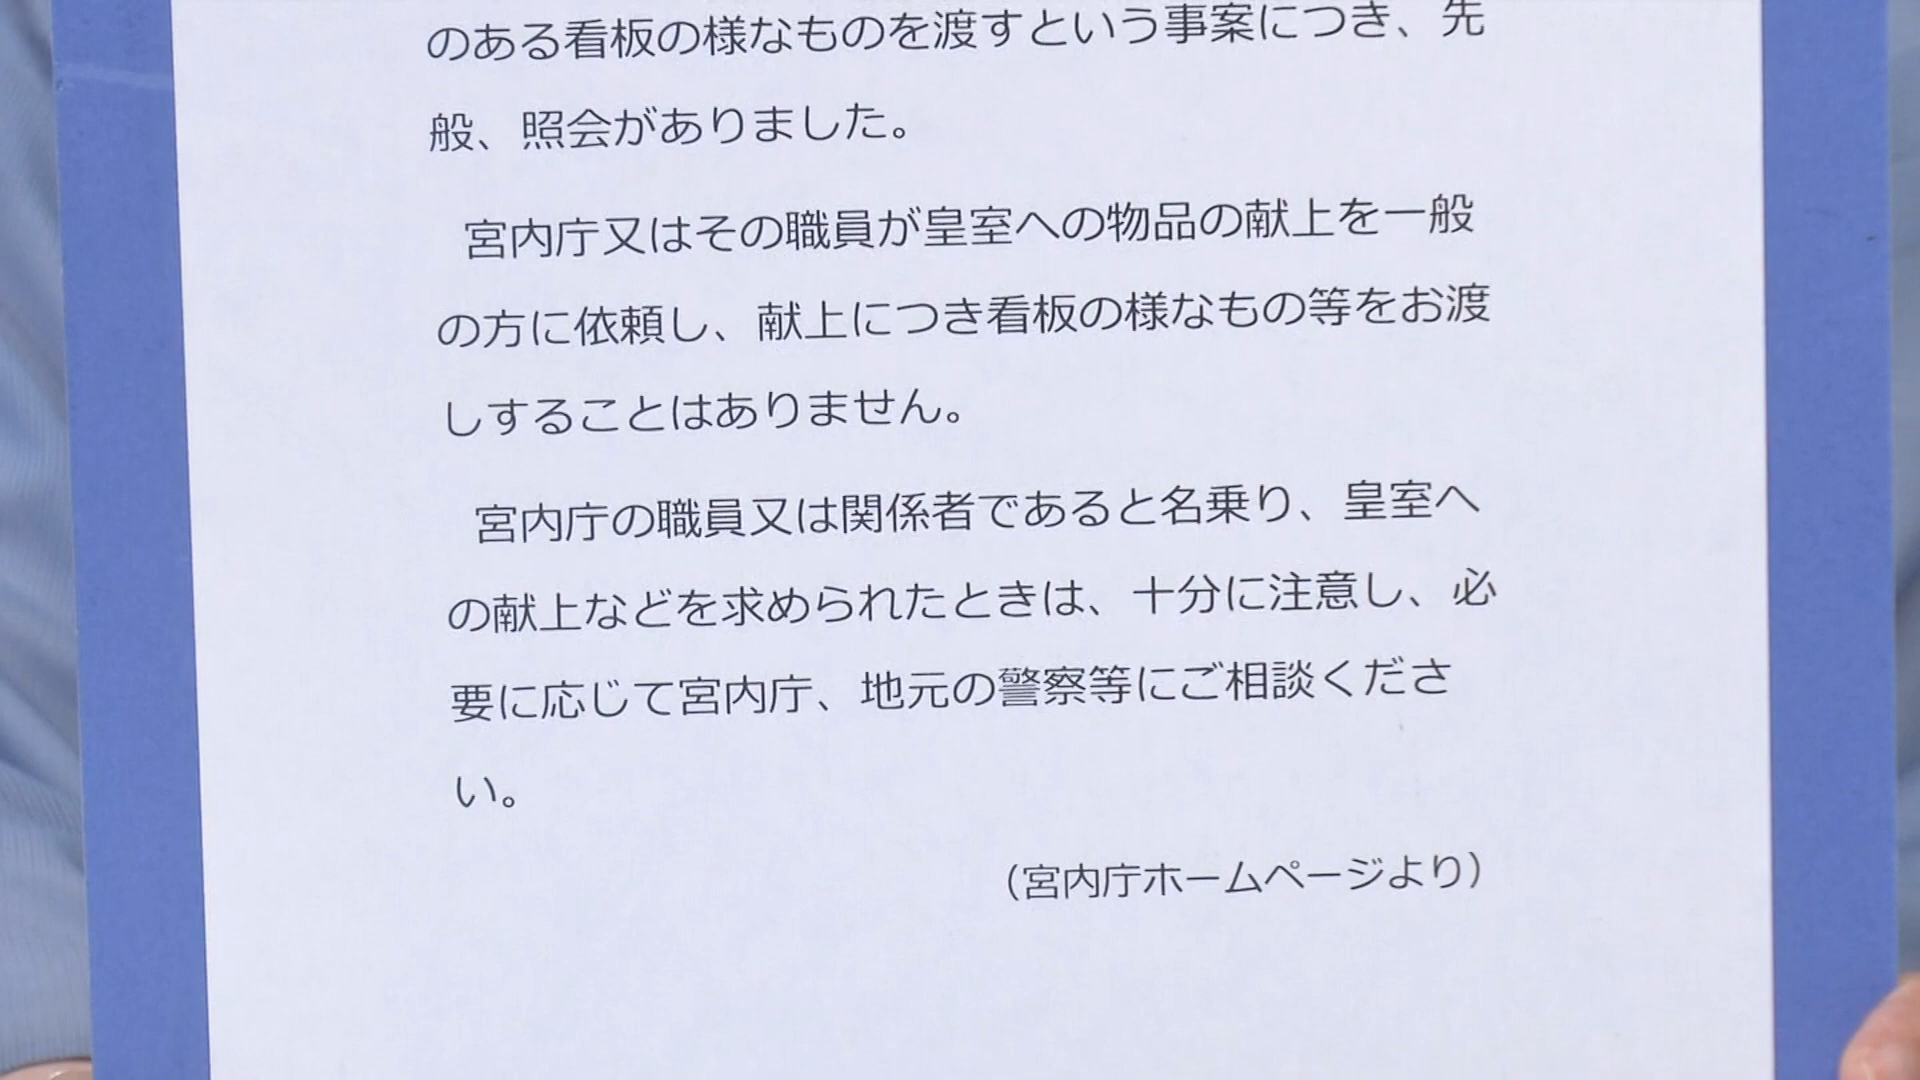 のある看板の様なものを渡すという事案につき、先
般、照会がありました。
宮内庁又はその職員が皇室への物品の献上を一般
の方に依頼し、献上につき看板の様なもの等をお渡
しすることはありません。
宮内庁の職員又は関係者であると名乗り、皇室へ
の献上などを求められたときは、十分に注意し、必
要に応じて宮内庁、地元の警察等にご相談くださ
い。
（宮内庁ホームページより）